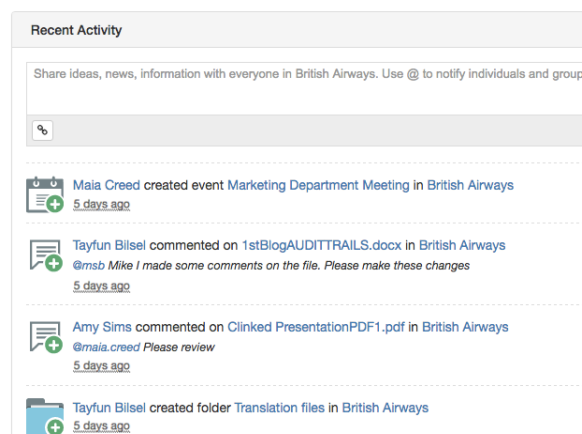 Recent Activity
Share ideas, news, information with everyone in British Airways. Use @ to notify individuals and group
Maia Creed created event Marketing Department Meeting in British Airways
5 days ago
Tayfun Bilsel commented on 1stBlogAUDITTRAILS.docx in British Airways
@msb Mike I made some comments on the file. Please make these changes
5 days ago
Amy Sims commented on Clinked PresentationPDF1.pdf in British Airways
@maia.creed Please review
5 days ago
Tayfun Bilsel created folder Translation files in British Airways
5 days ago